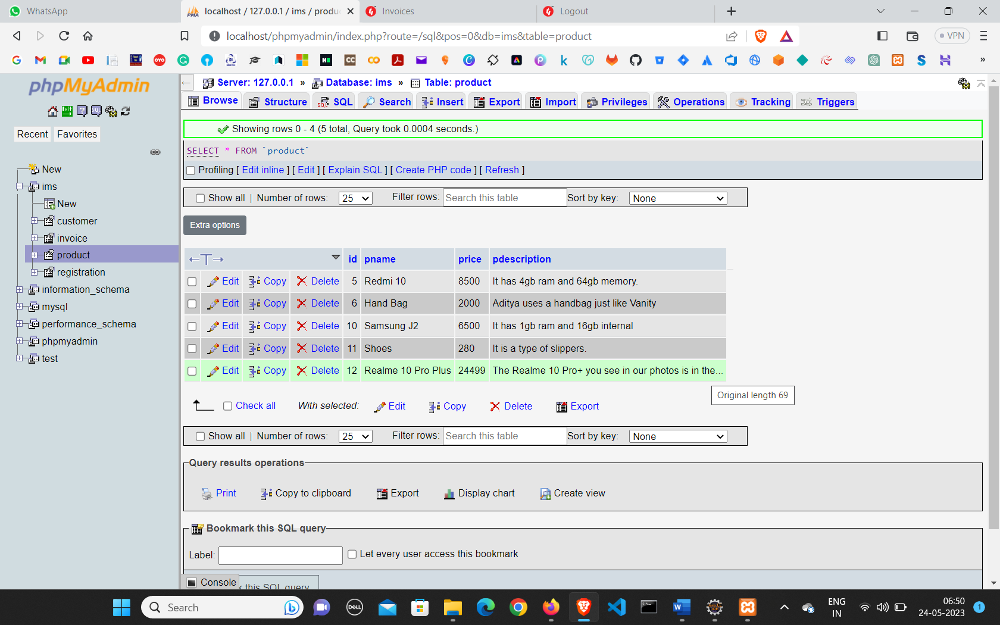 WhatsApp
localhost / 127.0.0.1 / ims / produ
Invoices
Logout
localhost/phpmyadmin/index.php?route=/sql&pos=0&db=ims&table=product
VPN
phpMyAdmin
Recent Favorites
New
ims
New
customer
invoice
product
registration
information_schema
mysql
performance_schema
phpmyadmin
test
Server: 127.0.0.1 » Database: ims » Table: product
Browse Structure SQL Search Insert Export Import Privileges Operations Tracking Triggers
Showing rows 0 - 4 (5 total, Query took 0.0004 seconds.)
SELECT * FROM `product`
Profiling [ Edit inline ] [ Edit ] [ Explain SQL ] [ Create PHP code ] [ Refresh ]
Show all | Number of rows: 25 Filter rows: Search this table Sort by key: None
Extra options
←T→ id pname price pdescription
Edit Copy Delete 5 Redmi 10 8500 It has 4gb ram and 64gb memory.
Edit Copy Delete 6 Hand Bag 2000 Aditya uses a handbag just like Vanity
Edit Copy Delete 10 Samsung J2 6500 It has 1gb ram and 16gb internal
Edit Copy Delete 11 Shoes 280 It is a type of slippers.
Edit Copy Delete 12 Realme 10 Pro Plus 24499 The Realme 10 Pro+ you see in our photos is in the...
Original length 69
Check all With selected: Edit Copy Delete Export
Show all | Number of rows: 25 Filter rows: Search this table Sort by key: None
Query results operations
Print Copy to clipboard Export Display chart Create view
Bookmark this SQL query
Label: Let every user access this bookmark
Console
k this SQL query
Search
ENG
IN
06:50
24-05-2023
1